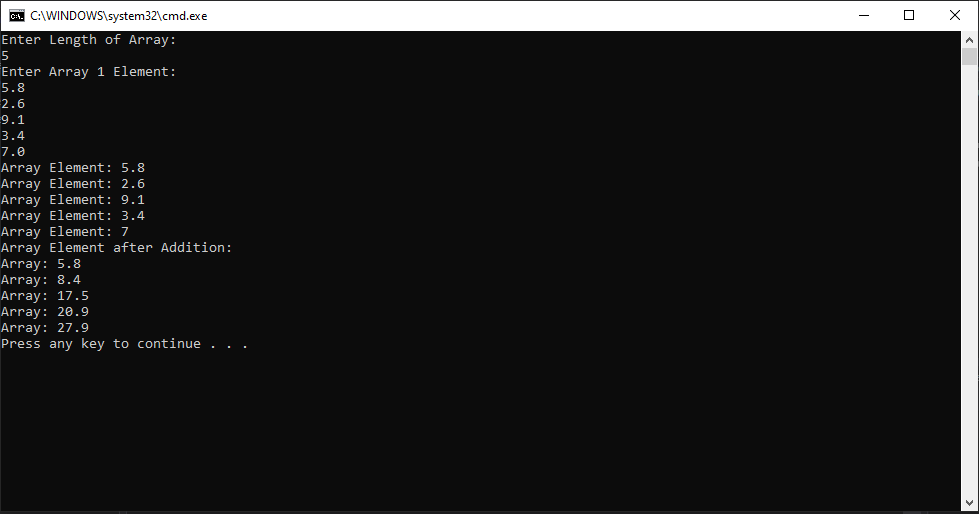 C:\WINDOWS\system32\cmd.exe
Enter Length of Array:
5
Enter Array 1 Element:
5.8
2.6
9.1
3.4
7.0
Array Element: 5.8
Array Element: 2.6
Array Element: 9.1
Array Element: 3.4
Array Element: 7
Array Element after Addition:
Array: 5.8
Array: 8.4
Array: 17.5
Array: 20.9
Array: 27.9
Press any key to continue . . .